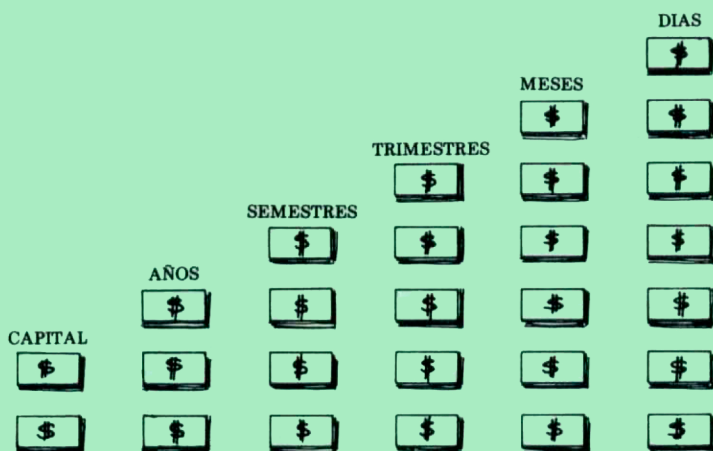 DIAS
$
MESES
$ $
TRIMESTRES
$ $ $
SEMESTRES
$ $ $ $
AÑOS
$ $ $ $ $
CAPITAL
$ $ $ $ $ $
$ $ $ $ $ $